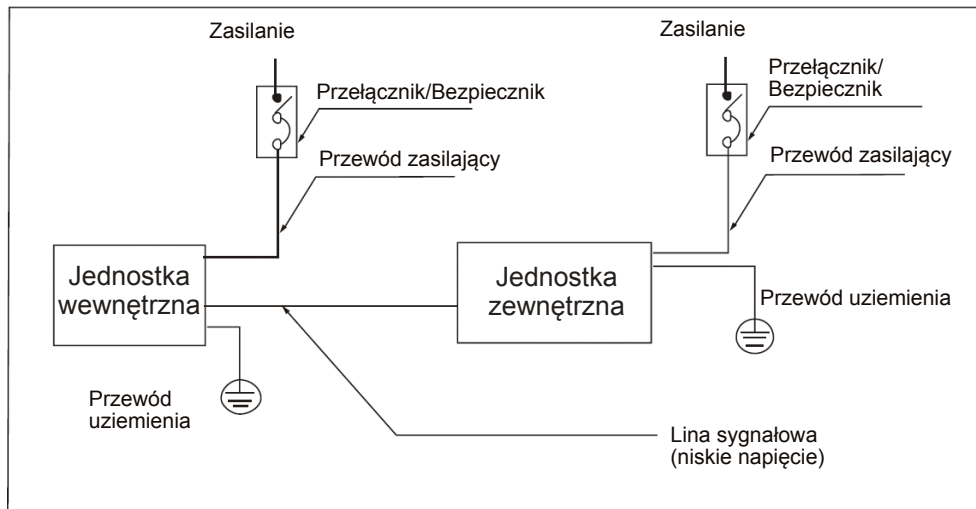 Zasilanie
Zasilanie
Przełącznik/Bezpiecznik
Przełącznik/
Bezpiecznik
Przewód zasilający
Przewód zasilający
Jednostka
wewnętrzna
Jednostka
zewnętrzna
Przewód uziemienia
Przewód
uziemienia
Lina sygnałowa
(niskie napięcie)